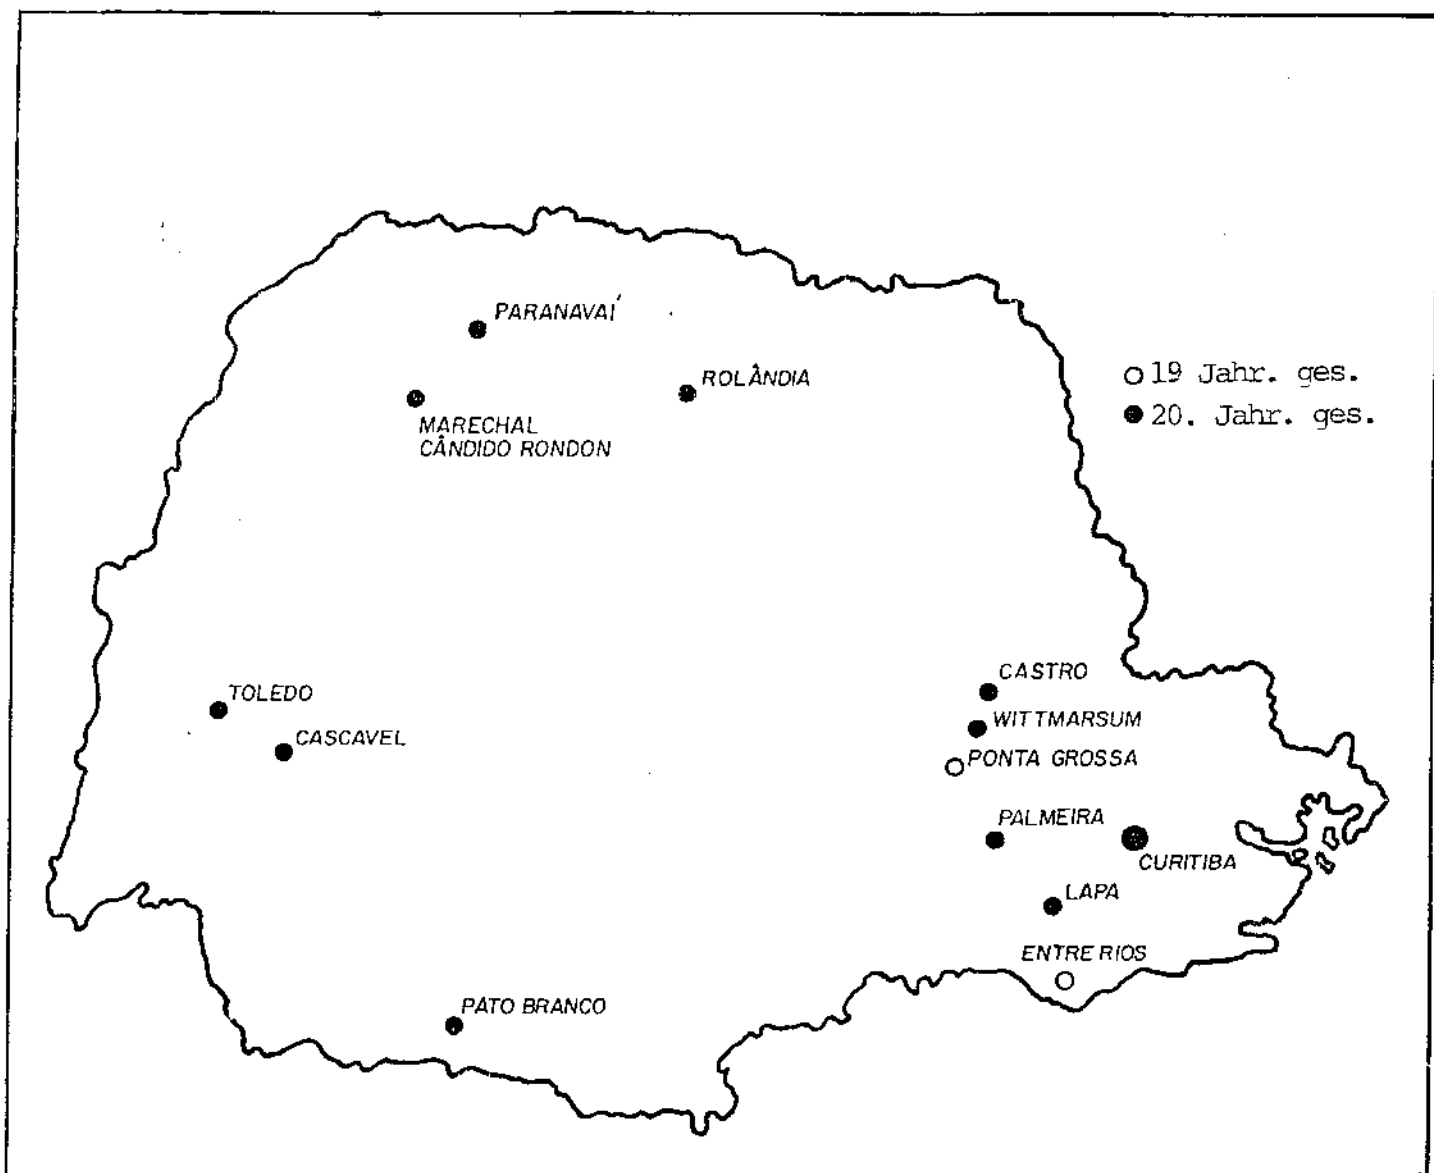 PARANAVAÍ
ROLÂNDIA
MARECHAL
CÂNDIDO RONDON
19 Jahr. ges.
20. Jahr. ges.
CASTRO
TOLEDO
WITTMARSUM
CASCAVEL
PONTA GROSSA
PALMEIRA
CURITIBA
LAPA
ENTRE RIOS
PATO BRANCO